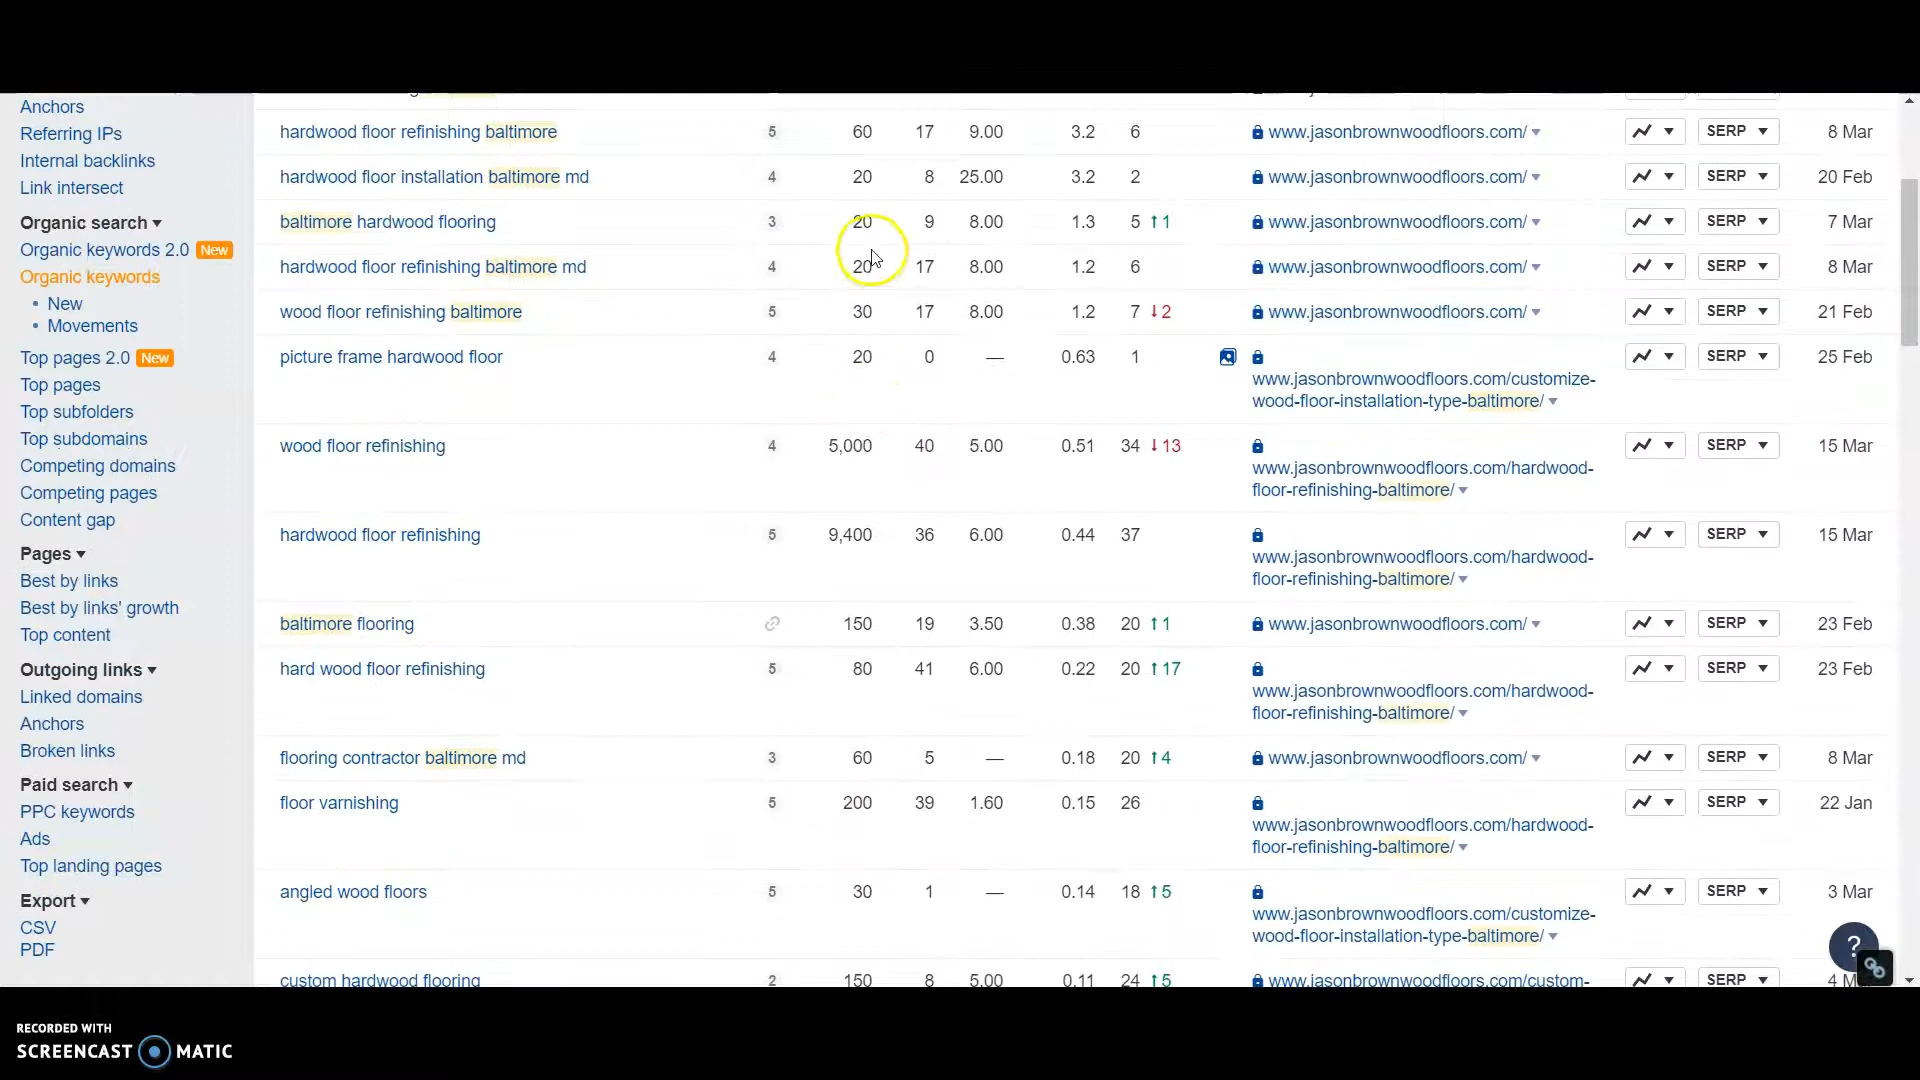 Anchors
Referring IPs
Internal backlinks
Link intersect
Organic search
Organic keywords 2.0 New
Organic keywords
• New
• Movements
Top pages 2.0 New
Top pages
Top subfolders
Top subdomains
Competing domains
Competing pages
Content gap
Pages
Best by links
Best by links' growth
Top content
Outgoing links
Linked domains
Anchors
Broken links
Paid search
PPC keywords
Ads
Top landing pages
Export
CSV
PDF
hardwood floor refinishing baltimore 5 60 17 9.00 3.2 6 www.jasonbrownwoodfloors.com/ SERP 8 Mar
hardwood floor installation baltimore md 4 20 8 25.00 3.2 2 www.jasonbrownwoodfloors.com/ SERP 20 Feb
baltimore hardwood flooring 3 20 9 8.00 1.3 5 ↑1 www.jasonbrownwoodfloors.com/ SERP 7 Mar
hardwood floor refinishing baltimore md 4 20 17 8.00 1.2 6 www.jasonbrownwoodfloors.com/ SERP 8 Mar
wood floor refinishing baltimore 5 30 17 8.00 1.2 7 ↓2 www.jasonbrownwoodfloors.com/ SERP 21 Feb
picture frame hardwood floor 4 20 0 — 0.63 1 SERP 25 Feb
www.jasonbrownwoodfloors.com/customize-
wood-floor-installation-type-baltimore/
wood floor refinishing 4 5,000 40 5.00 0.51 34 ↓13 SERP 15 Mar
www.jasonbrownwoodfloors.com/hardwood-
floor-refinishing-baltimore/
hardwood floor refinishing 5 9,400 36 6.00 0.44 37 SERP 15 Mar
www.jasonbrownwoodfloors.com/hardwood-
floor-refinishing-baltimore/
baltimore flooring 150 19 3.50 0.38 20 ↑1 www.jasonbrownwoodfloors.com/ SERP 23 Feb
hard wood floor refinishing 5 80 41 6.00 0.22 20 ↑17 SERP 23 Feb
www.jasonbrownwoodfloors.com/hardwood-
floor-refinishing-baltimore/
flooring contractor baltimore md 3 60 5 — 0.18 20 ↑4 www.jasonbrownwoodfloors.com/ SERP 8 Mar
floor varnishing 5 200 39 1.60 0.15 26 SERP 22 Jan
www.jasonbrownwoodfloors.com/hardwood-
floor-refinishing-baltimore/
angled wood floors 5 30 1 — 0.14 18 ↑5 SERP 3 Mar
www.jasonbrownwoodfloors.com/customize-
wood-floor-installation-type-baltimore/
custom hardwood flooring 2 150 8 5.00 0.11 24 ↑5 www.jasonbrownwoodfloors.com/custom- SERP 4
?
RECORDED WITH
SCREENCAST MATIC